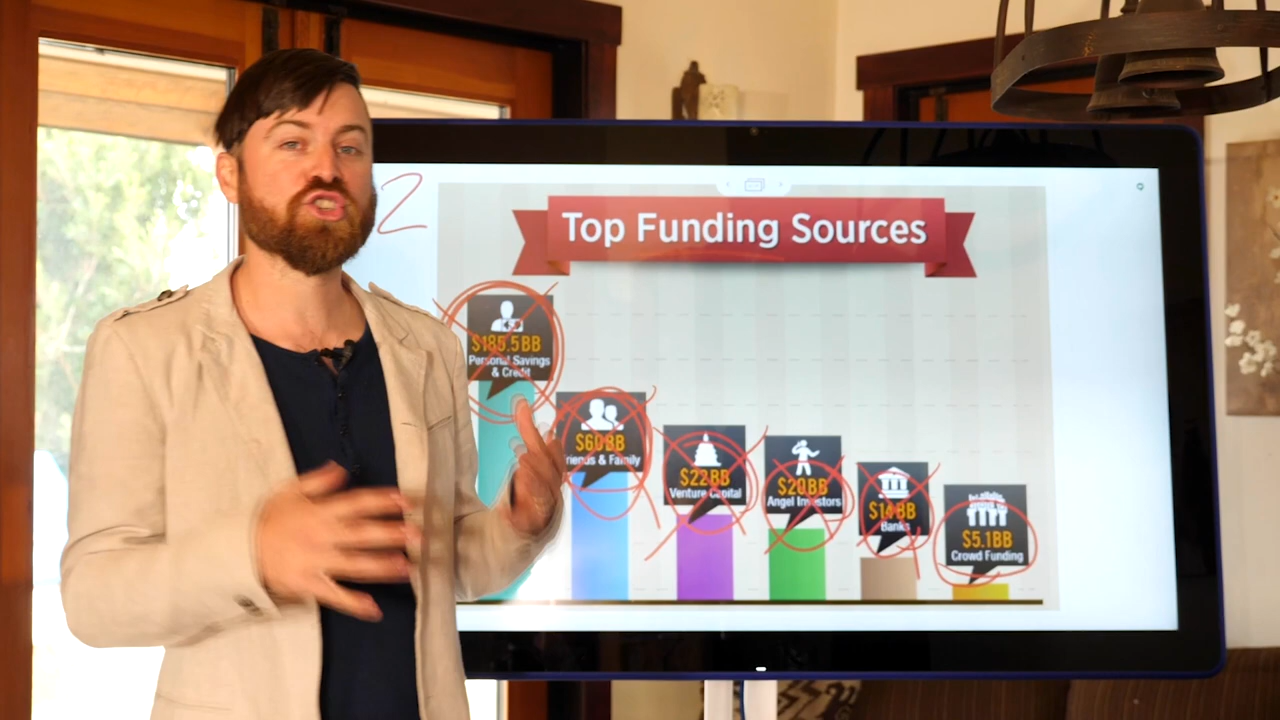 2
Top Funding Sources
$185.5BB
Personal Savings
& Credit
$60BB
Friends & Family
$22BB
Venture Capital
$20BB
Angel Investors
$14BB
Banks
$5.1BB
Crowd Funding